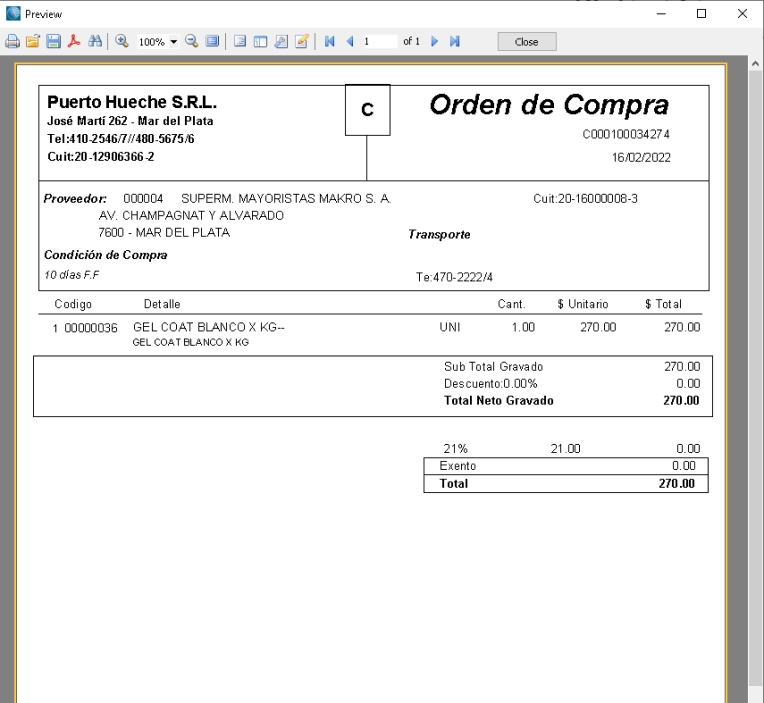 Preview
100%
1
of 1
Close
Puerto Hueche S.R.L.
José Martí 262 - Mar del Plata
Tel:410-2546/7//480-5675/6
Cuit:20-12906366-2
C
Orden de Compra
C000100034274
16/02/2022
Proveedor: 000004 SUPERM. MAYORISTAS MAKRO S. A. Cuit:20-16000008-3
AV. CHAMPAGNAT Y ALVARADO
7600 - MAR DEL PLATA
Transporte
Condición de Compra
10 días F.F
Te:470-2222/4
Codigo Detalle Cant. $ Unitario $ Total
1 00000036 GEL COAT BLANCO X KG-- UNI 1.00 270.00 270.00
GEL COAT BLANCO X KG
Sub Total Gravado 270.00
Descuento:0.00% 0.00
Total Neto Gravado 270.00
21% 21.00 0.00
Exento 0.00
Total 270.00